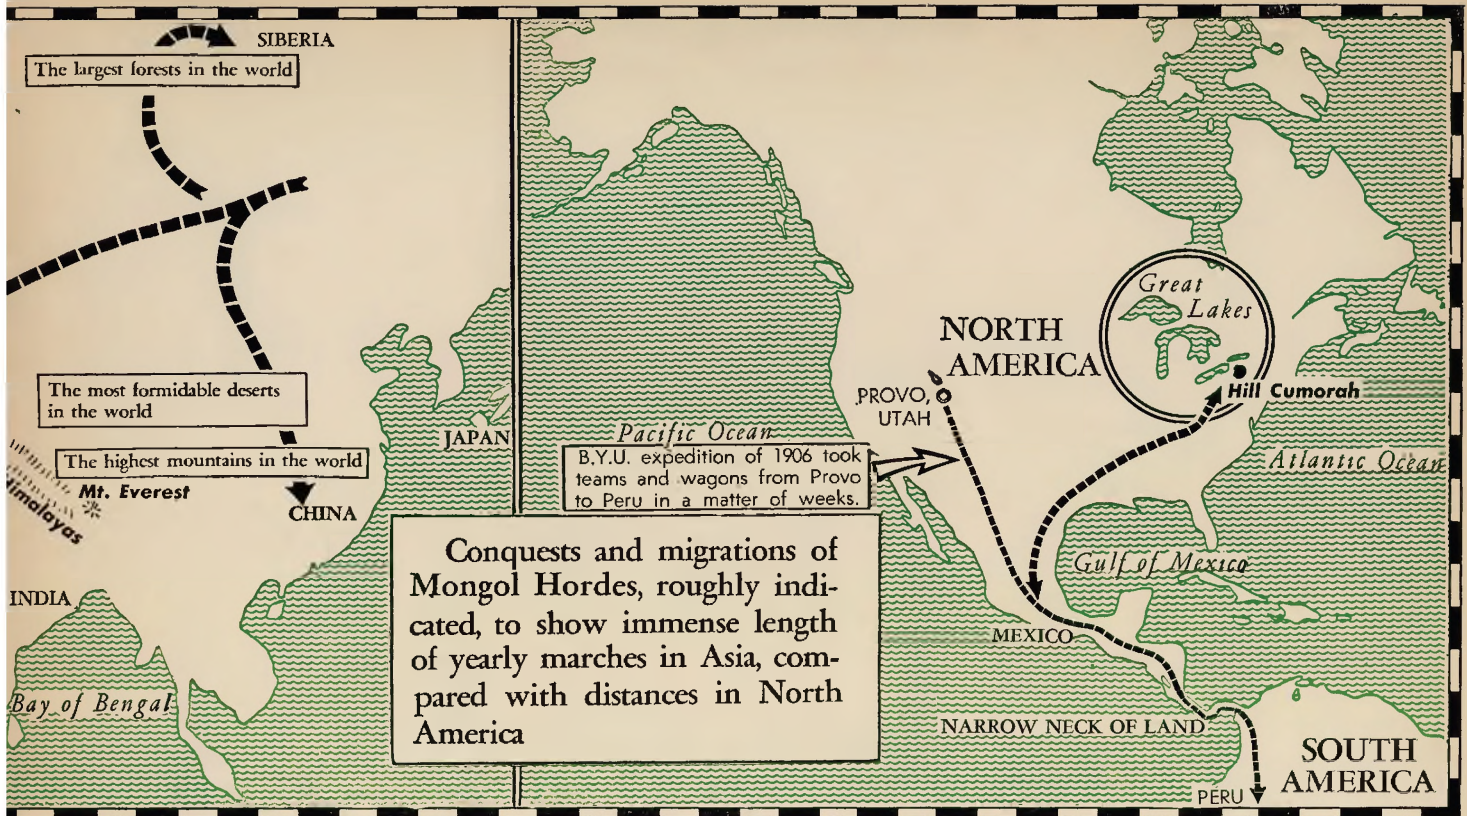 SIBERIA
The largest forests in the world
The most formidable deserts
in the world
The highest mountains in the world
Mt. Everest
Himalayas
CHINA
JAPAN
INDIA
Bay of Bengal
Conquests and migrations of
Mongol Hordes, roughly indi-
cated, to show immense length
of yearly marches in Asia, com-
pared with distances in North
America
Pacific Ocean
B.Y.U. expedition of 1906 took
teams and wagons from Provo
to Peru in a matter of weeks.
PROVO,
UTAH
NORTH
AMERICA
Great
Lakes
Hill Cumorah
Atlantic Ocean
Gulf of Mexico
MEXICO
NARROW NECK OF LAND
SOUTH
AMERICA
PERU